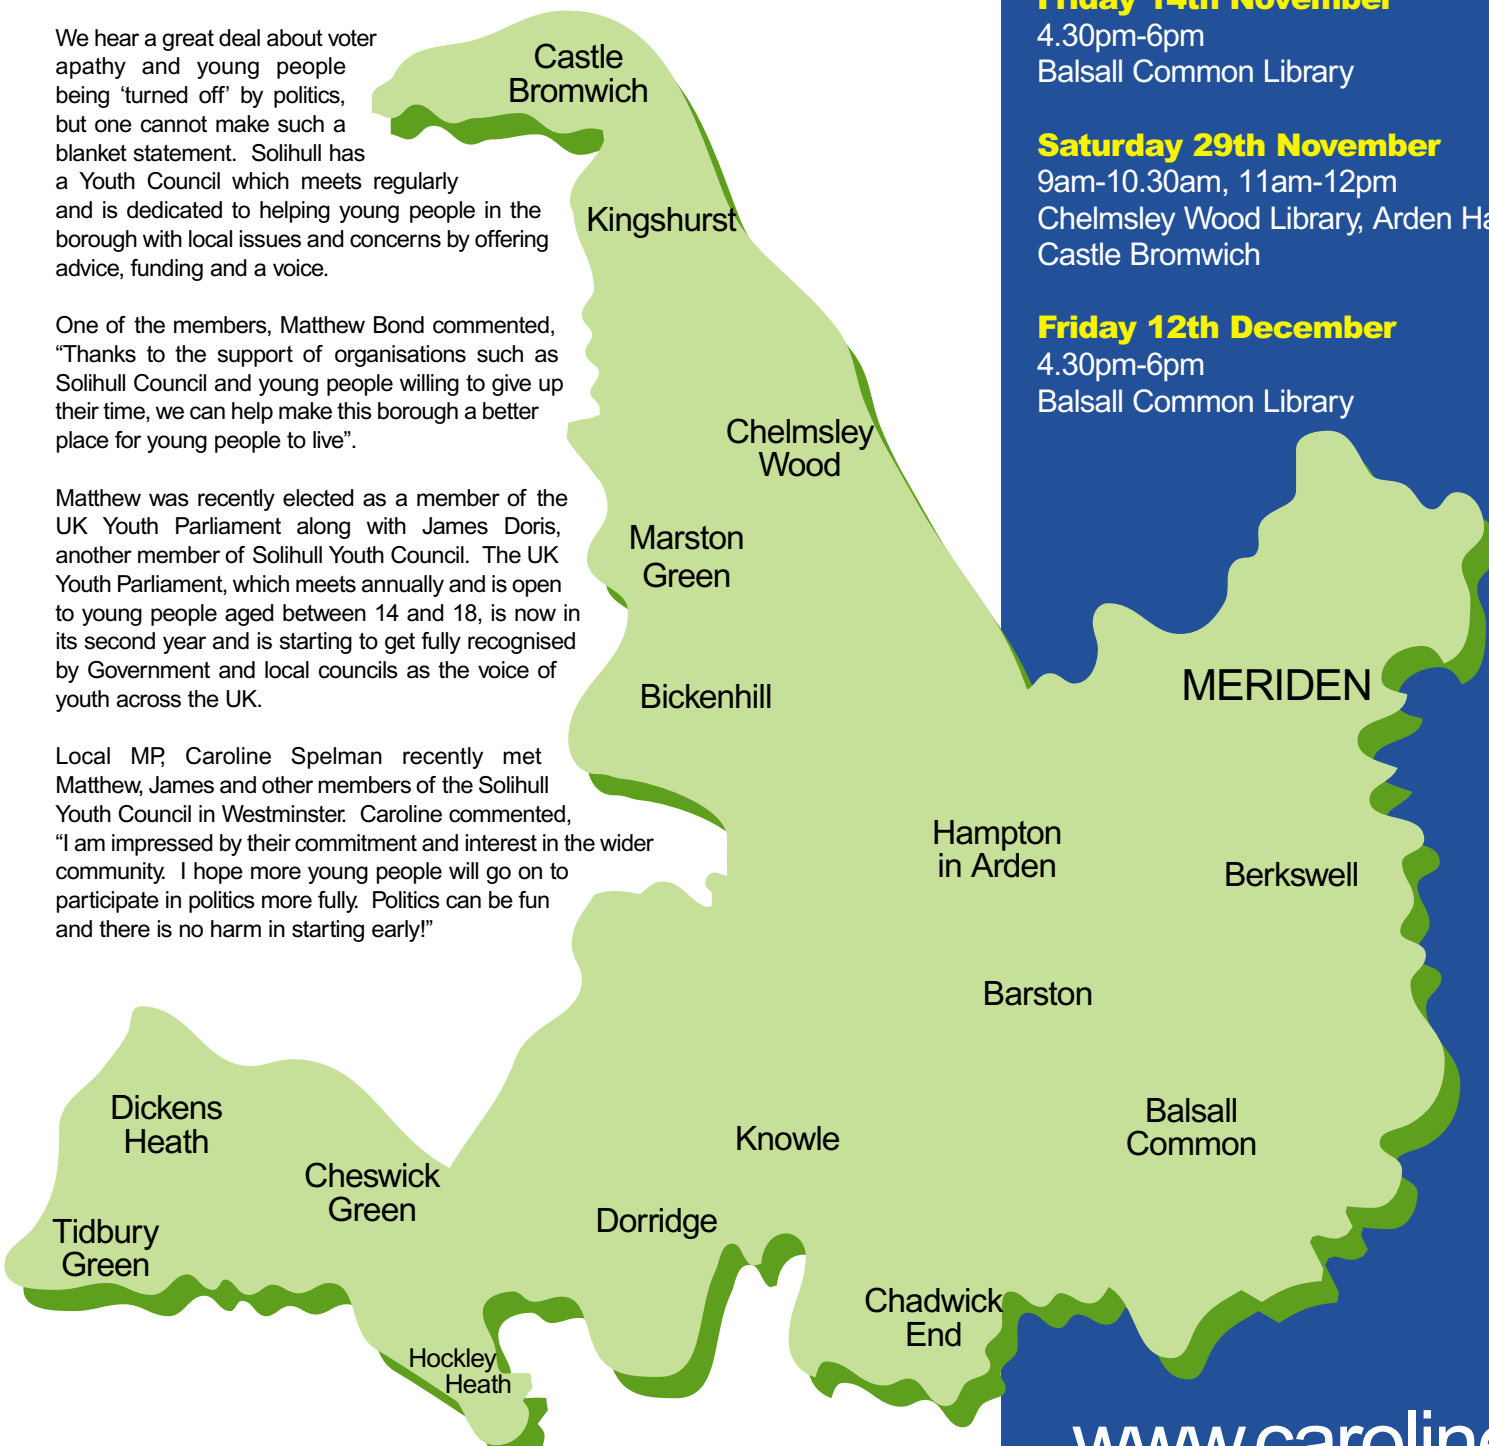 We hear a great deal about voter
apathy and young people
being ‘turned off’ by politics,
but one cannot make such a
blanket statement. Solihull has
a Youth Council which meets regularly
and is dedicated to helping young people in the
borough with local issues and concerns by offering
advice, funding and a voice.

One of the members, Matthew Bond commented,
“Thanks to the support of organisations such as
Solihull Council and young people willing to give up
their time, we can help make this borough a better
place for young people to live”.

Matthew was recently elected as a member of the
UK Youth Parliament along with James Doris,
another member of Solihull Youth Council. The UK
Youth Parliament, which meets annually and is open
to young people aged between 14 and 18, is now in
its second year and is starting to get fully recognised
by Government and local councils as the voice of
youth across the UK.

Local MP, Caroline Spelman recently met
Matthew, James and other members of the Solihull
Youth Council in Westminster. Caroline commented,
“I am impressed by their commitment and interest in the wider
community. I hope more young people will go on to
participate in politics more fully. Politics can be fun
and there is no harm in starting early!”

Friday 14th November
4.30pm-6pm
Balsall Common Library

Saturday 29th November
9am-10.30am, 11am-12pm
Chelmsley Wood Library, Arden
Castle Bromwich

Friday 12th December
4.30pm-6pm
Balsall Common Library

Castle
Bromwich
Kingshurst
Chelmsley
Wood
Marston
Green
Bickenhill
MERIDEN
Hampton
in Arden
Berkswell
Barston
Dickens
Heath
Balsall
Common
Knowle
Cheswick
Green
Dorridge
Tidbury
Green
Chadwick
End
Hockley
Heath
www.caroline